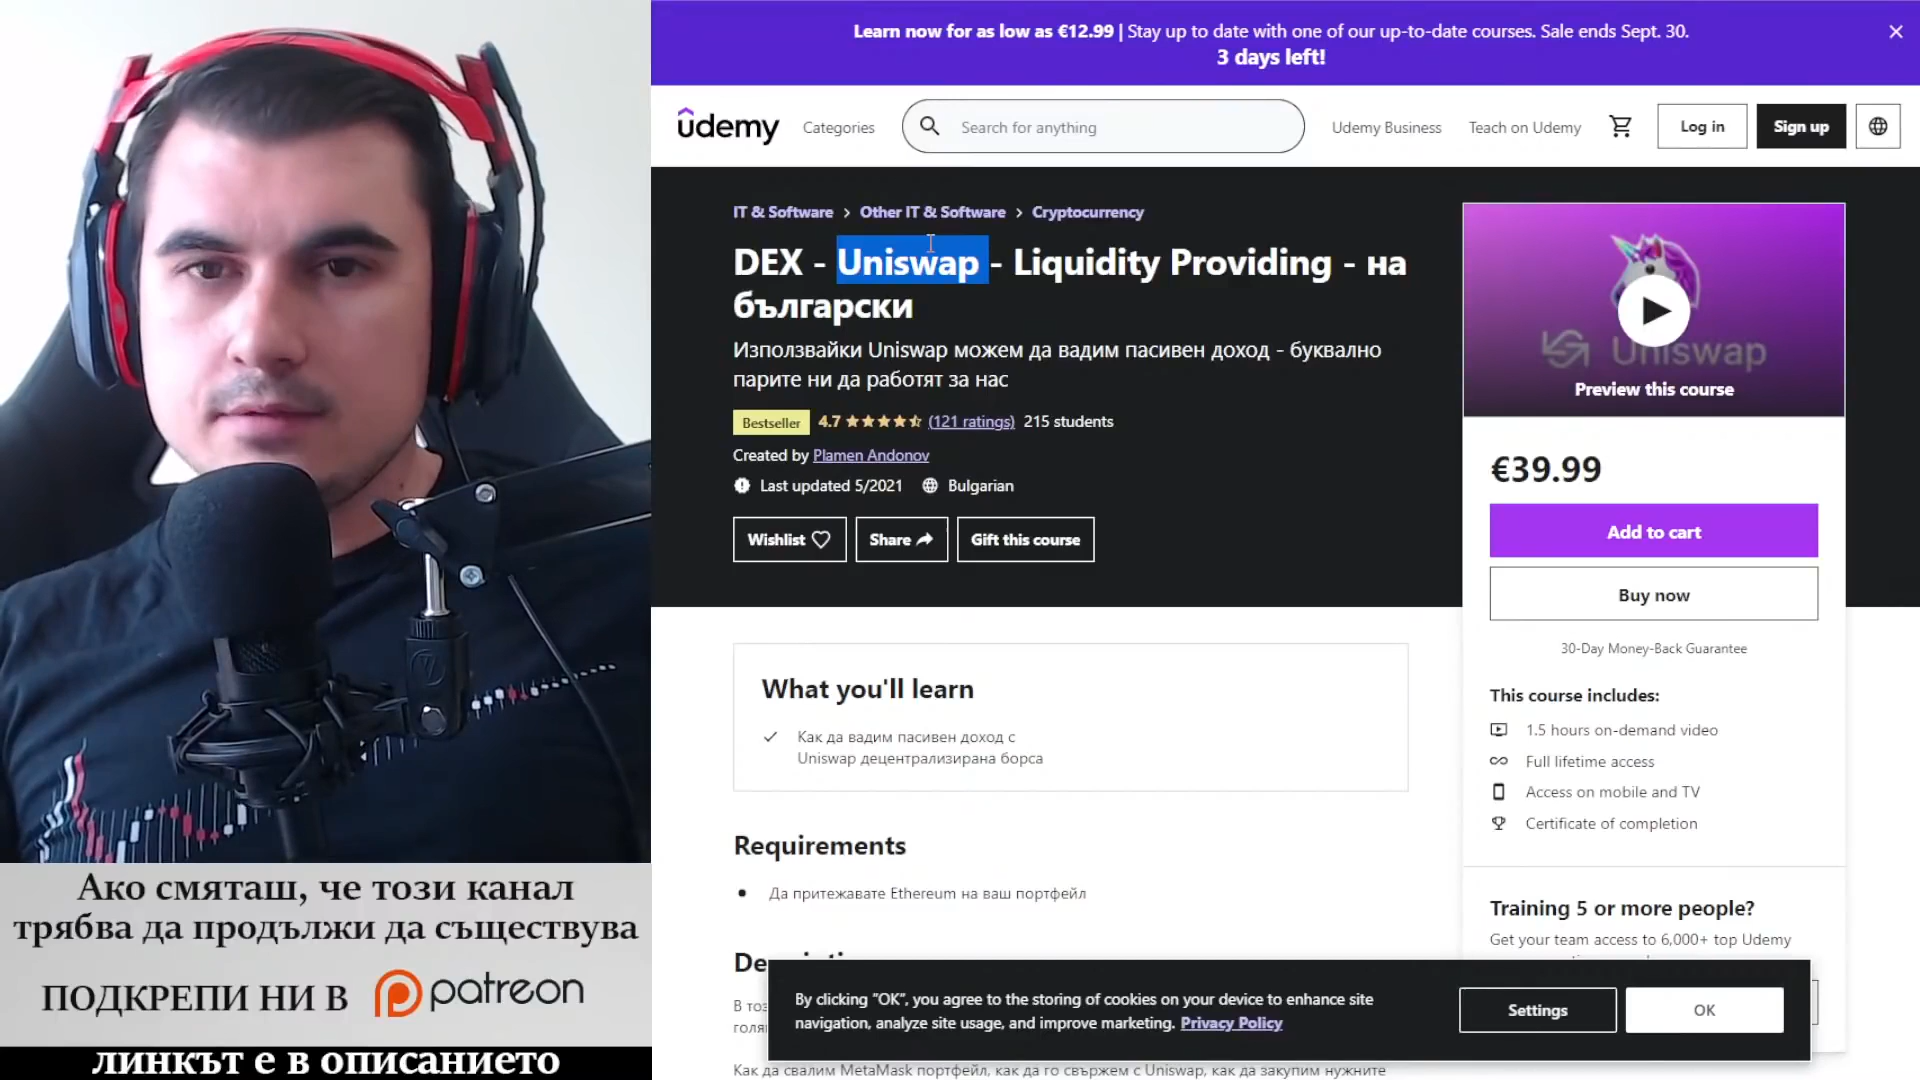 Learn now for as low as €12.99 | Stay up to date with one of our up-to-date courses. Sale ends Sept. 30.
3 days left!
udemy
Categories
Search for anything
Udemy Business
Teach on Udemy
Log in
Sign up
IT & Software > Other IT & Software > Cryptocurrency
DEX - Uniswap - Liquidity Providing - на
български
Използвайки Uniswap можем да вадим пасивен доход - буквално
парите ни да работят за нас
Bestseller 4.7 (121 ratings) 215 students
Created by Plamen Andonov
Last updated 5/2021 Bulgarian
Wishlist
Share
Gift this course
Uniswap
Preview this course
€39.99
Add to cart
Buy now
30-Day Money-Back Guarantee
This course includes:
1.5 hours on-demand video
Full lifetime access
Access on mobile and TV
Certificate of completion
Training 5 or more people?
Get your team access to 6,000+ top Udemy
What you'll learn
Как да вадим пасивен доход с
Uniswap децентрализирана борса
Requirements
Да притежавате Ethereum на ваш портфейл
By clicking “OK”, you agree to the storing of cookies on your device to enhance site
navigation, analyze site usage, and improve marketing. Privacy Policy
Settings
OK
Как да свалим MetaMask портфейл, как да го свържем с Uniswap, как да закупим нужните
Ако смяташ, че този канал
трябва да продължи да съществува
ПОДКРЕПИ НИ В patreon
линкът е в описанието